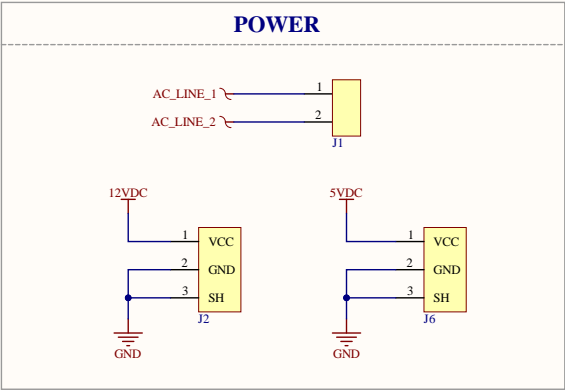 POWER
AC_LINE_1 1
AC_LINE_2 2
J1
12VDC 5VDC
1 VCC 1 VCC
2 GND 2 GND
3 SH 3 SH
J2 J6
GND GND